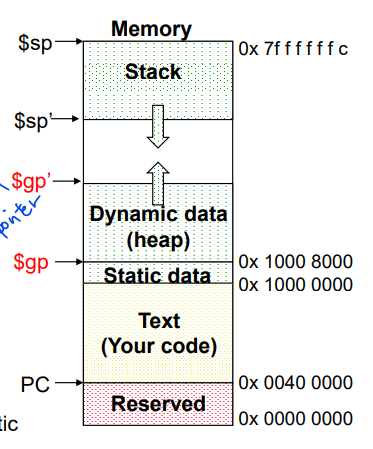 Memory
$sp
0x 7f f f f f f c
Stack
$sp'
$gp'
pointer
Dynamic data
(heap)
$gp
0x 1000 8000
Static data
0x 1000 0000
Text
(Your code)
PC
0x 0040 0000
Reserved
0x 0000 0000
tic